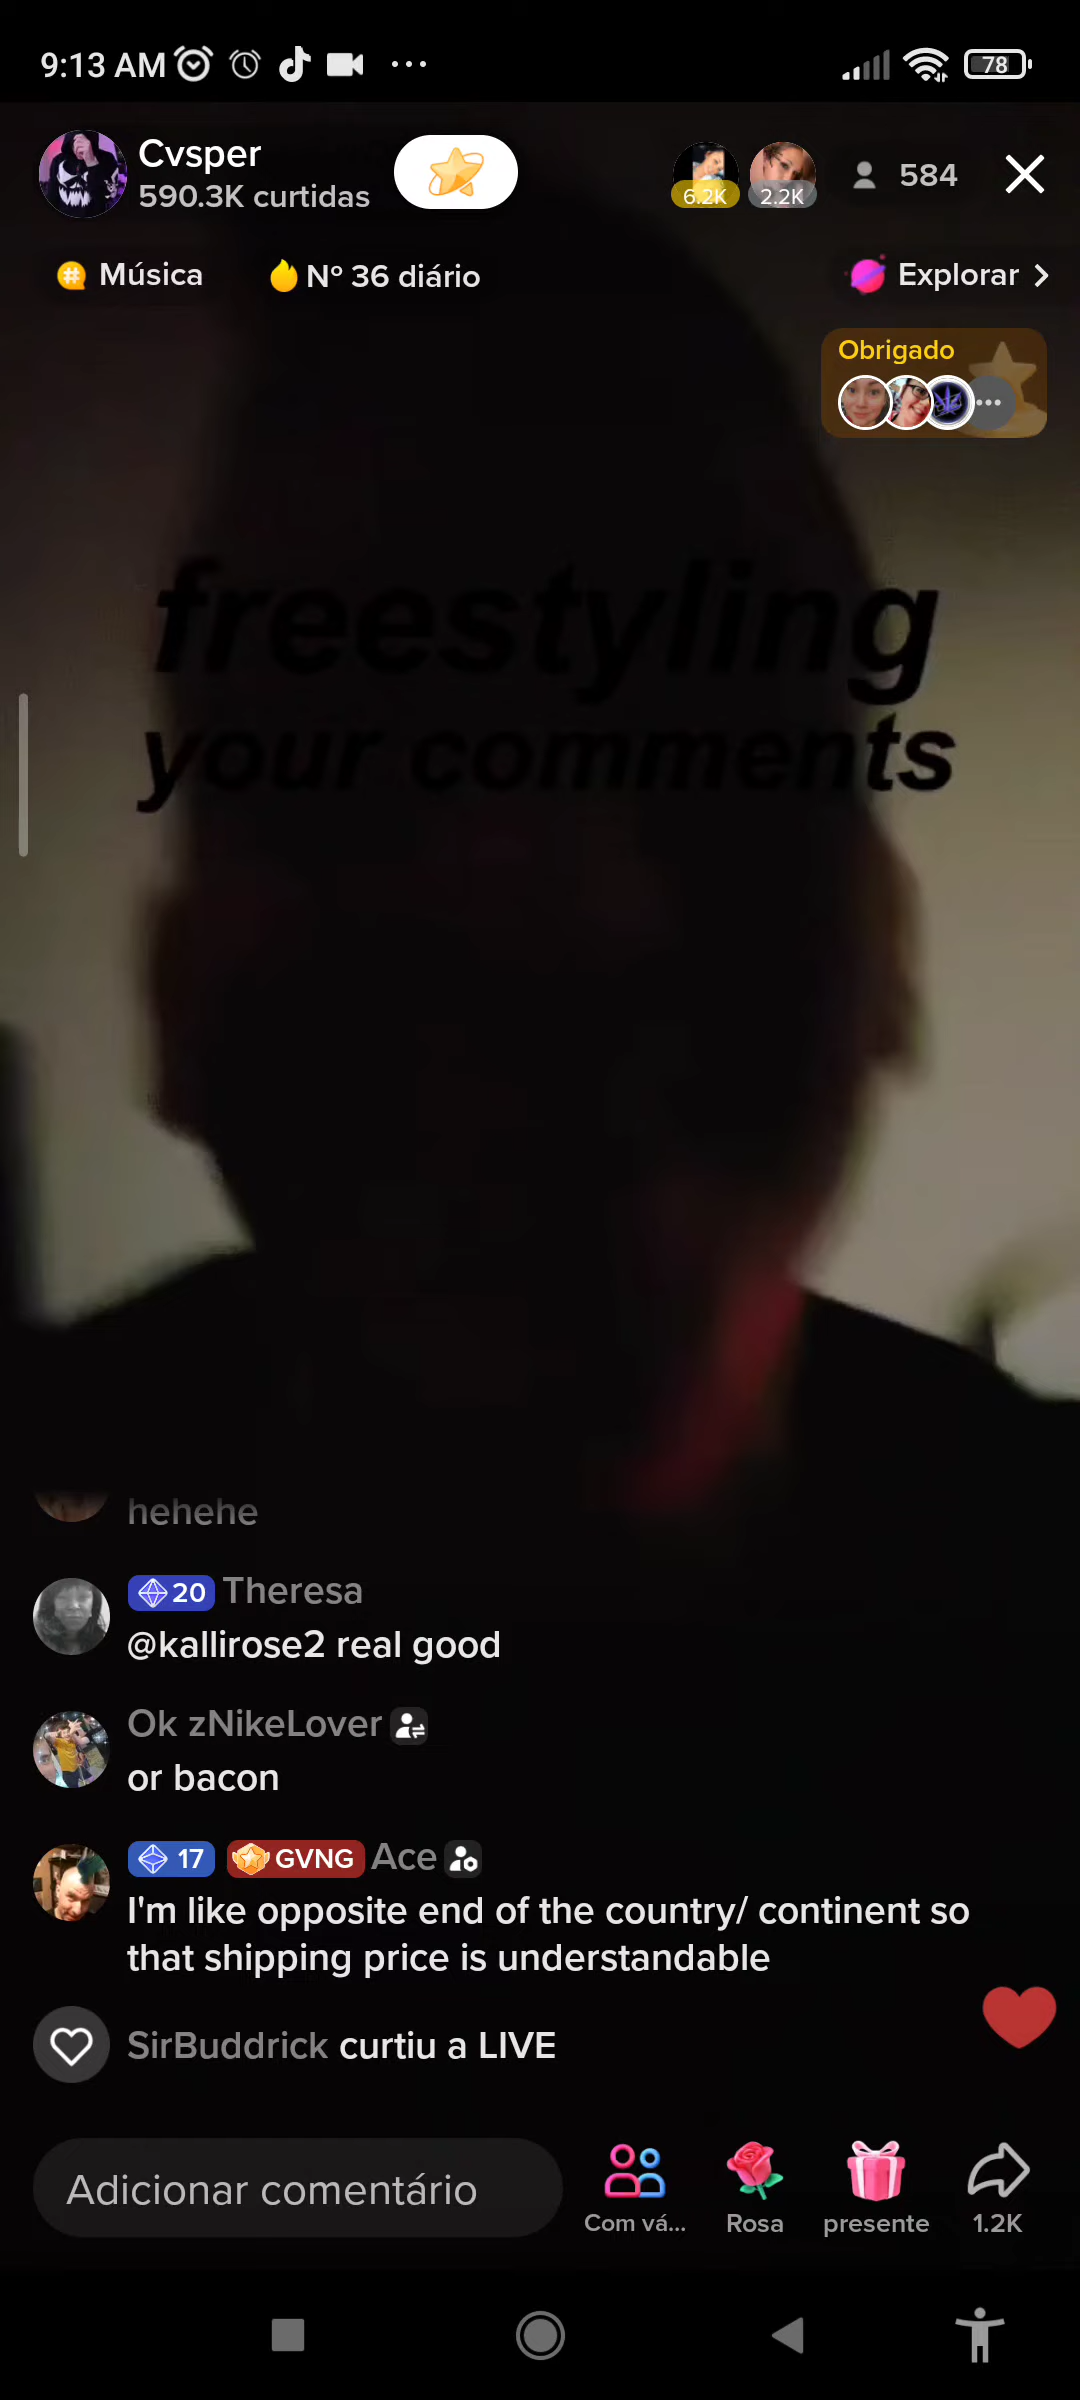 9:13 AM
78
Cvsper
590.3K curtidas
6.2K
2.2K
584
Música
Nº 36 diário
Explorar
Obrigado
freestyling
your comments
hehehe
20 Theresa
@kallirose2 real good
Ok zNikeLover
or bacon
17 GVNG Ace
I'm like opposite end of the country/ continent so
that shipping price is understandable
SirBuddrick curtiu a LIVE
Adicionar comentário
Com vá...
Rosa
presente
1.2K